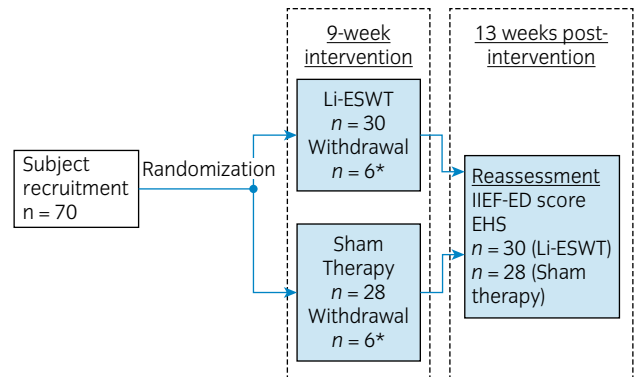 9-week
intervention
13 weeks post-
intervention
Subject
recruitment
n = 70
Randomization
Li-ESWT
n = 30
Withdrawal
n = 6*
Sham
Therapy
n = 28
Withdrawal
n = 6*
Reassessment
IIEF-ED score
EHS
n = 30 (Li-ESWT)
n = 28 (Sham
therapy)